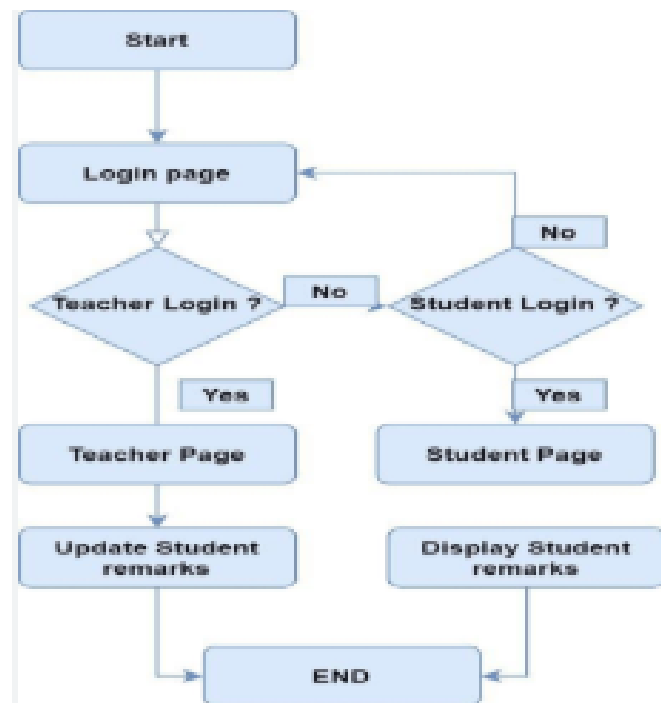 Start
Login page
No
Teacher Login ?
No
Student Login ?
Yes
Yes
Teacher Page
Student Page
Update Student
remarks
Display Student
remarks
END